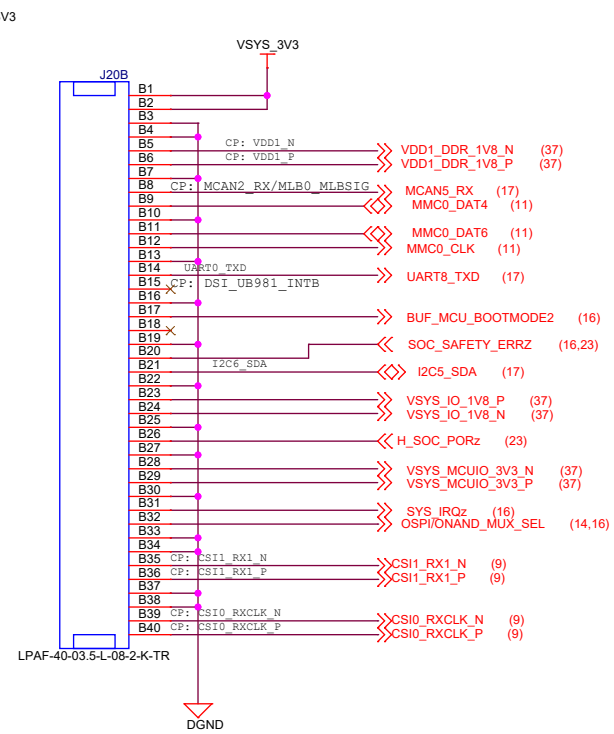 V3
VSYS_3V3
J20B
B1
B2
B3
B4
B5 CP: VDD1_N VDD1_DDR_1V8_N (37)
B6 CP: VDD1_P VDD1_DDR_1V8_P (37)
B7
B8 CP: MCAN2_RX/MLB0_MLBSIG MCAN5_RX (17)
B9 MMC0_DAT4 (11)
B10
B11 MMC0_DAT6 (11)
B12 MMC0_CLK (11)
B13
B14 UART0_TXD UART8_TXD (17)
B15 CP: DSI_UB981_INTB
B16
B17 BUF_MCU_BOOTMODE2 (16)
B18
B19
B20 SOC_SAFETY_ERRZ (16,23)
B21 I2C6_SDA I2C5_SDA (17)
B22
B23 VSYS_IO_1V8_P (37)
B24 VSYS_IO_1V8_N (37)
B25
B26 H_SOC_PORz (23)
B27
B28 VSYS_MCUIO_3V3_N (37)
B29 VSYS_MCUIO_3V3_P (37)
B30
B31 SYS_IRQz (16)
B32 OSPI/ONAND_MUX_SEL (14,16)
B33
B34
B35 CP: CSI1_RX1_N CSI1_RX1_N (9)
B36 CP: CSI1_RX1_P CSI1_RX1_P (9)
B37
B38
B39 CP: CSI0_RXCLK_N CSI0_RXCLK_N (9)
B40 CP: CSI0_RXCLK_P CSI0_RXCLK_P (9)
LPAF-40-03.5-L-08-2-K-TR
DGND